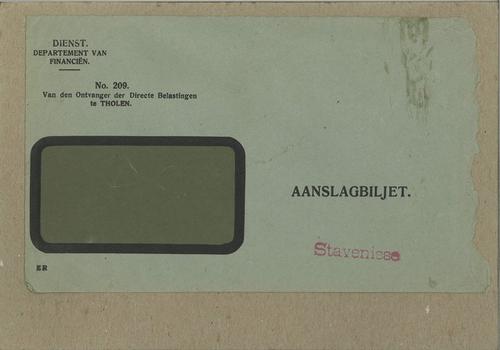 DIENST.
DEPARTEMENT VAN
FINANCIËN.
No. 209.
Van den Ontvanger der Directe Belastingen
te THOLEN.
AANSLAGBILJET.
Stavenisse
ER